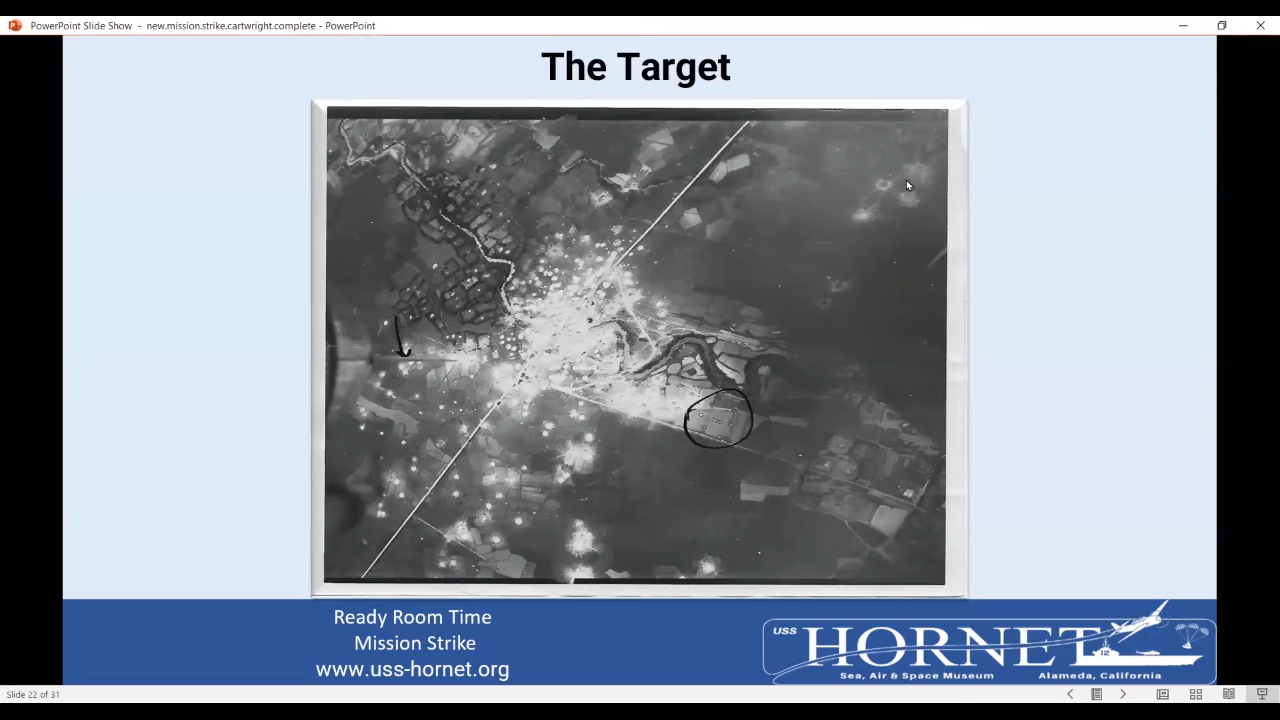 PowerPoint Slide Show - new.mission.strike.cartwright.complete - PowerPoint
The Target
Ready Room Time
Mission Strike
www.uss-hornet.org
USS HORNET
Sea, Air & Space Museum Alameda, California
Slide 22 of 31